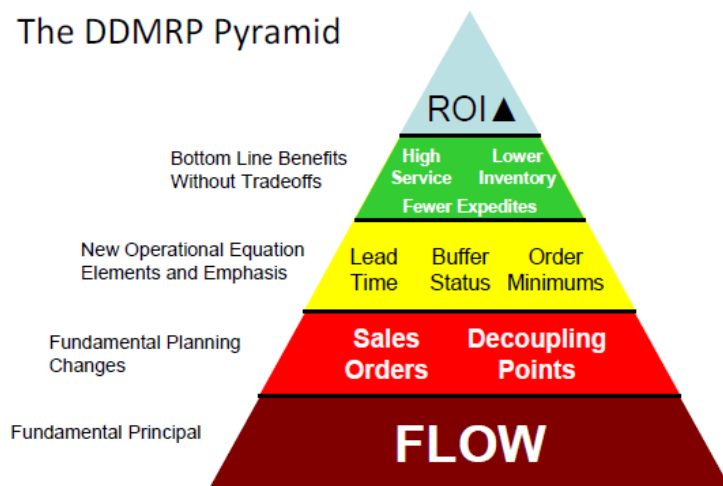 The DDMRP Pyramid
ROI▲
Bottom Line Benefits
Without Tradeoffs
High
Service
Lower
Inventory
Fewer Expedites
New Operational Equation
Elements and Emphasis
Lead
Time
Buffer
Status
Order
Minimums
Fundamental Planning
Changes
Sales
Orders
Decoupling
Points
Fundamental Principal
FLOW